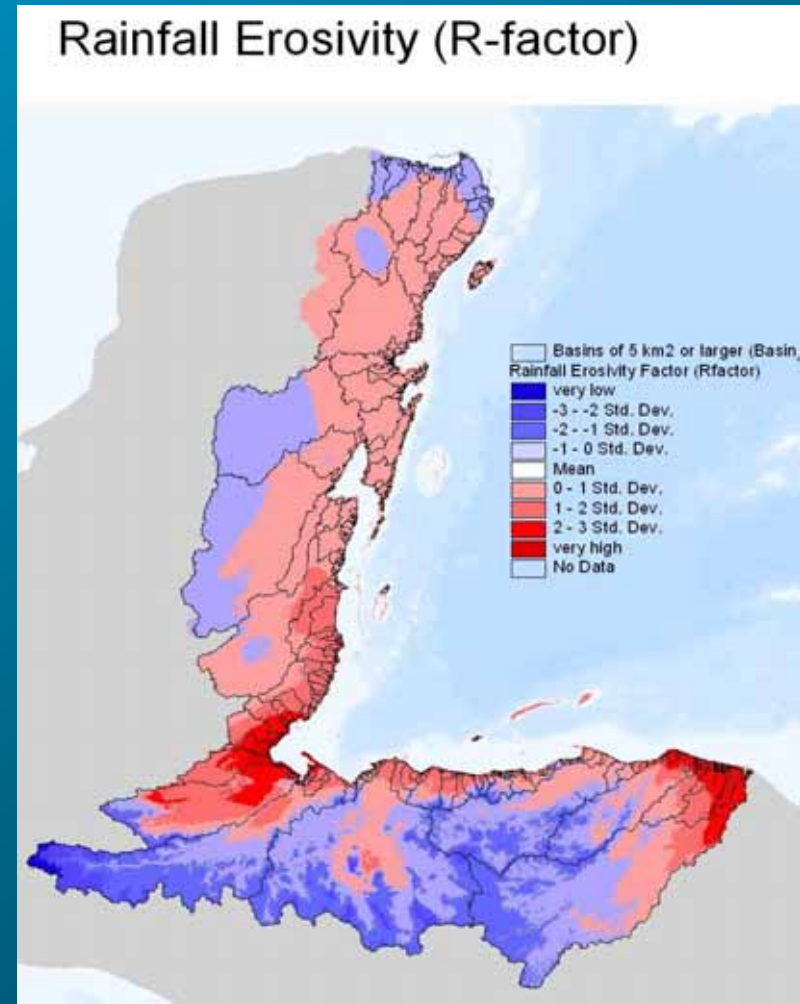 Rainfall Erosivity (R-factor)
Basins of 5 km2 or larger (Basin_
Rainfall Erosivity Factor (Rfactor)
very low
-3 - -2 Std. Dev.
-2 - -1 Std. Dev.
-1 - 0 Std. Dev.
Mean
0 - 1 Std. Dev.
1 - 2 Std. Dev.
2 - 3 Std. Dev.
very high
No Data